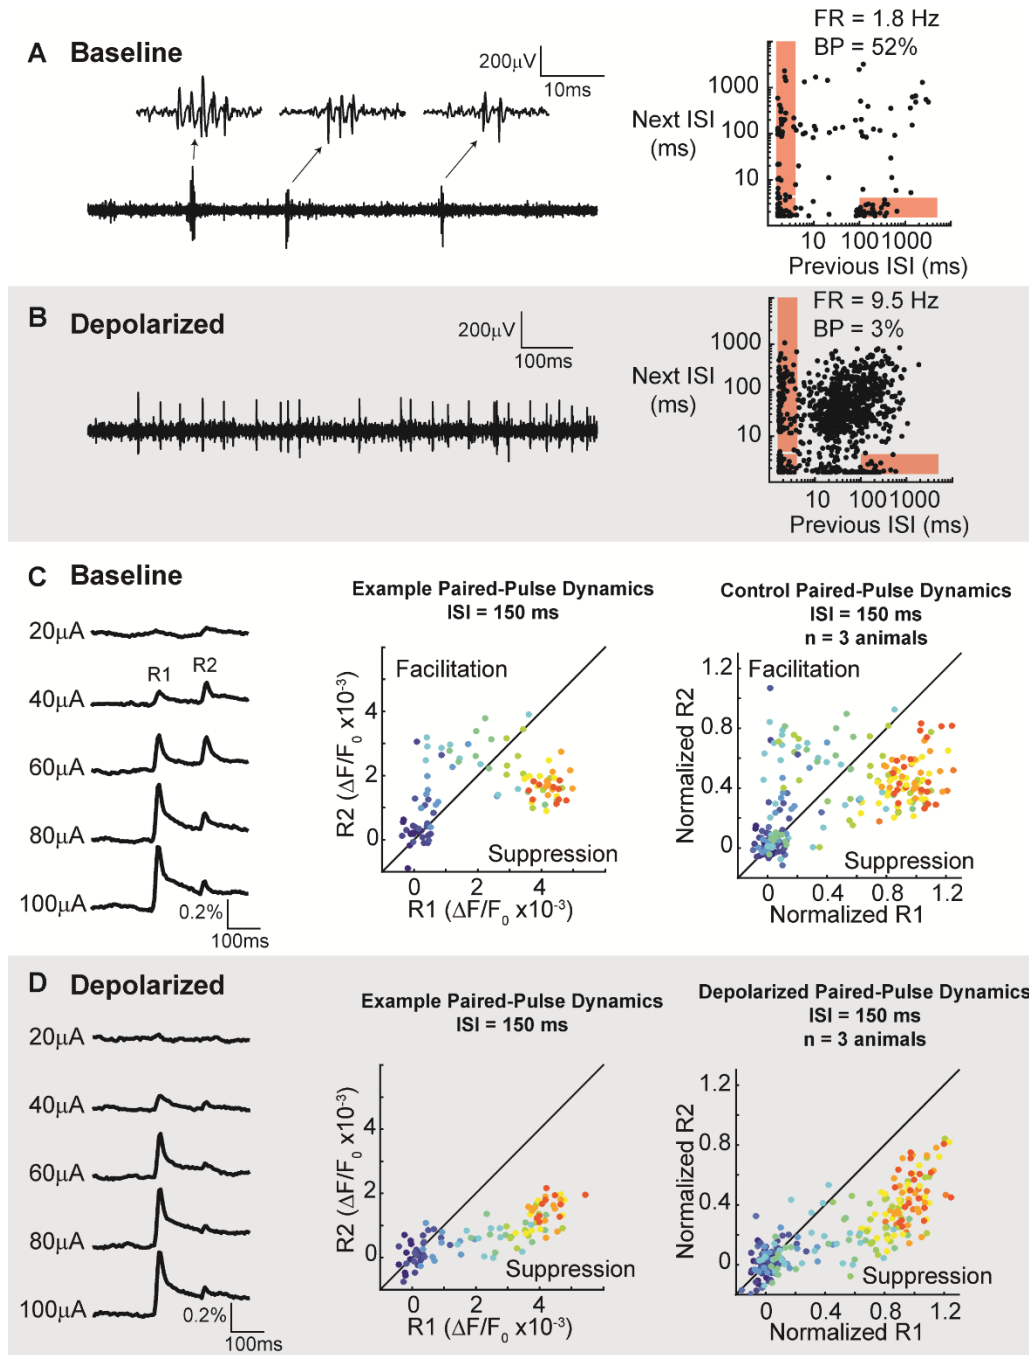 A Baseline
200μV
10ms
FR = 1.8 Hz
BP = 52%
1000
Next ISI
100
(ms)
10
10 100 1000
Previous ISI (ms)
B Depolarized
200μV
100ms
FR = 9.5 Hz
BP = 3%
1000
Next ISI
100
(ms)
10
10 100 1000
Previous ISI (ms)
C Baseline
20μA
40μA
R1 R2
60μA
80μA
100μA
0.2%
100ms
Example Paired-Pulse Dynamics
ISI = 150 ms
Facilitation
Suppression
4
2
0
R2 (ΔF/F0 x10-3)
0 2 4
R1 (ΔF/F0 x10-3)
Control Paired-Pulse Dynamics
ISI = 150 ms
n = 3 animals
Facilitation
Suppression
1.2
0.8
0.4
0
Normalized R2
0 0.4 0.8 1.2
Normalized R1
D Depolarized
20μA
40μA
60μA
80μA
100μA
0.2%
100ms
Example Paired-Pulse Dynamics
ISI = 150 ms
4
2
0
R2 (ΔF/F0 x10-3)
Suppression
0 2 4
R1 (ΔF/F0 x10-3)
Depolarized Paired-Pulse Dynamics
ISI = 150 ms
n = 3 animals
1.2
0.8
0.4
0
Normalized R2
Suppression
0 0.4 0.8 1.2
Normalized R1